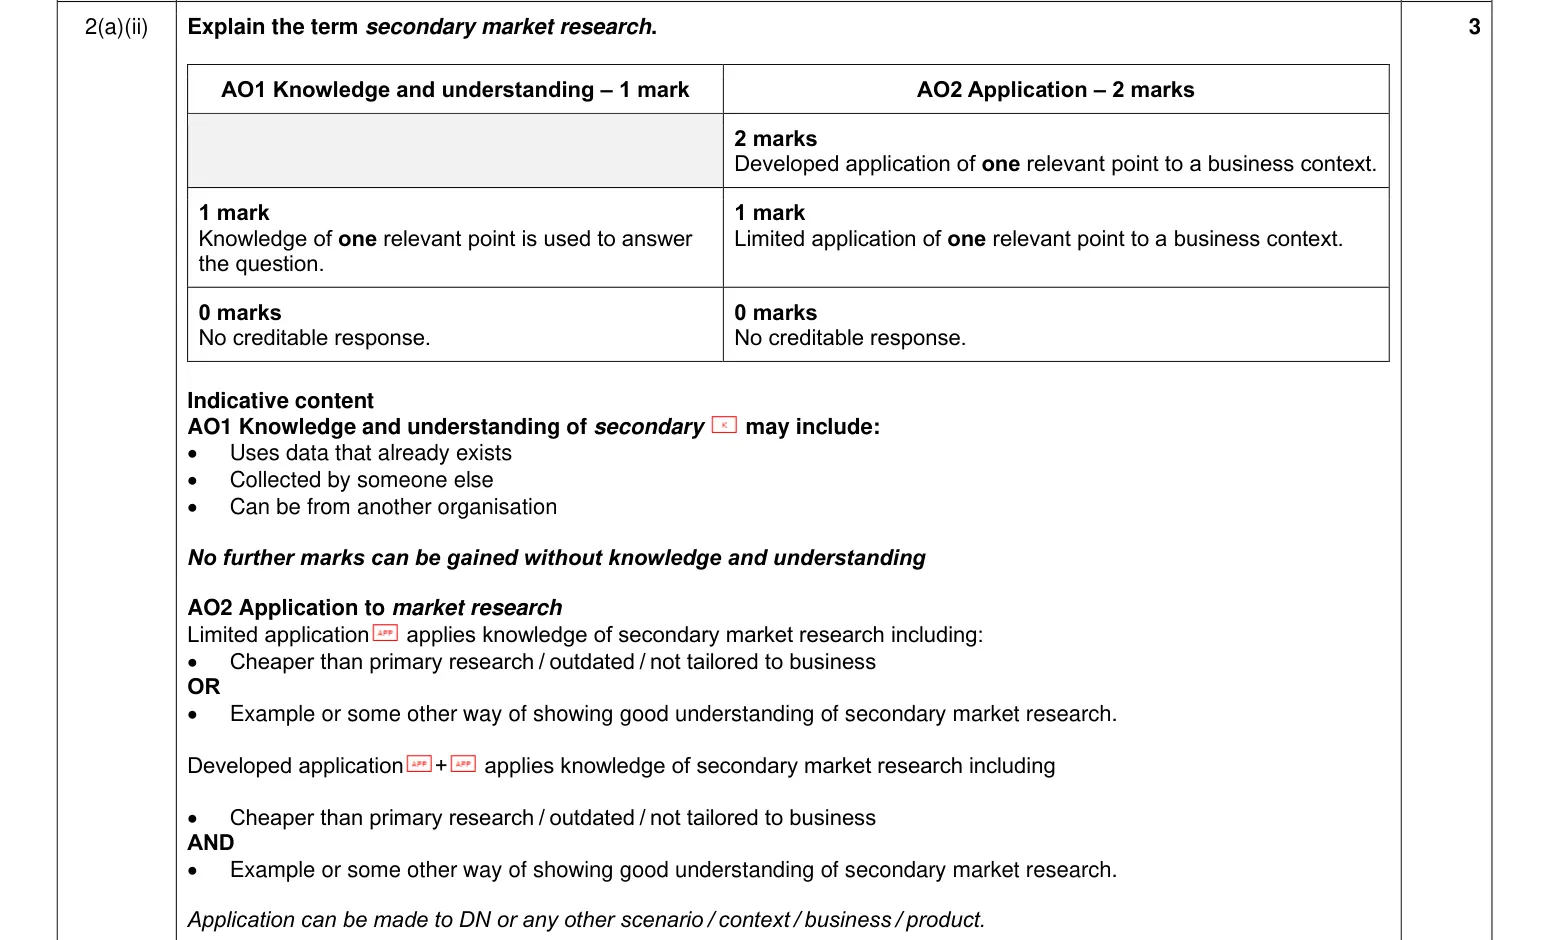 2(a)(ii) Explain the term secondary market research. 3
AO1 Knowledge and understanding – 1 mark AO2 Application – 2 marks
2 marks
Developed application of one relevant point to a business context.
1 mark
Knowledge of one relevant point is used to answer
the question.
1 mark
Limited application of one relevant point to a business context.
0 marks
No creditable response.
0 marks
No creditable response.
Indicative content
AO1 Knowledge and understanding of secondary K may include:
• Uses data that already exists
• Collected by someone else
• Can be from another organisation
No further marks can be gained without knowledge and understanding
AO2 Application to market research
Limited application APP applies knowledge of secondary market research including:
• Cheaper than primary research / outdated / not tailored to business
OR
• Example or some other way of showing good understanding of secondary market research.
Developed application APP + APP applies knowledge of secondary market research including
• Cheaper than primary research / outdated / not tailored to business
AND
• Example or some other way of showing good understanding of secondary market research.
Application can be made to DN or any other scenario / context / business / product.